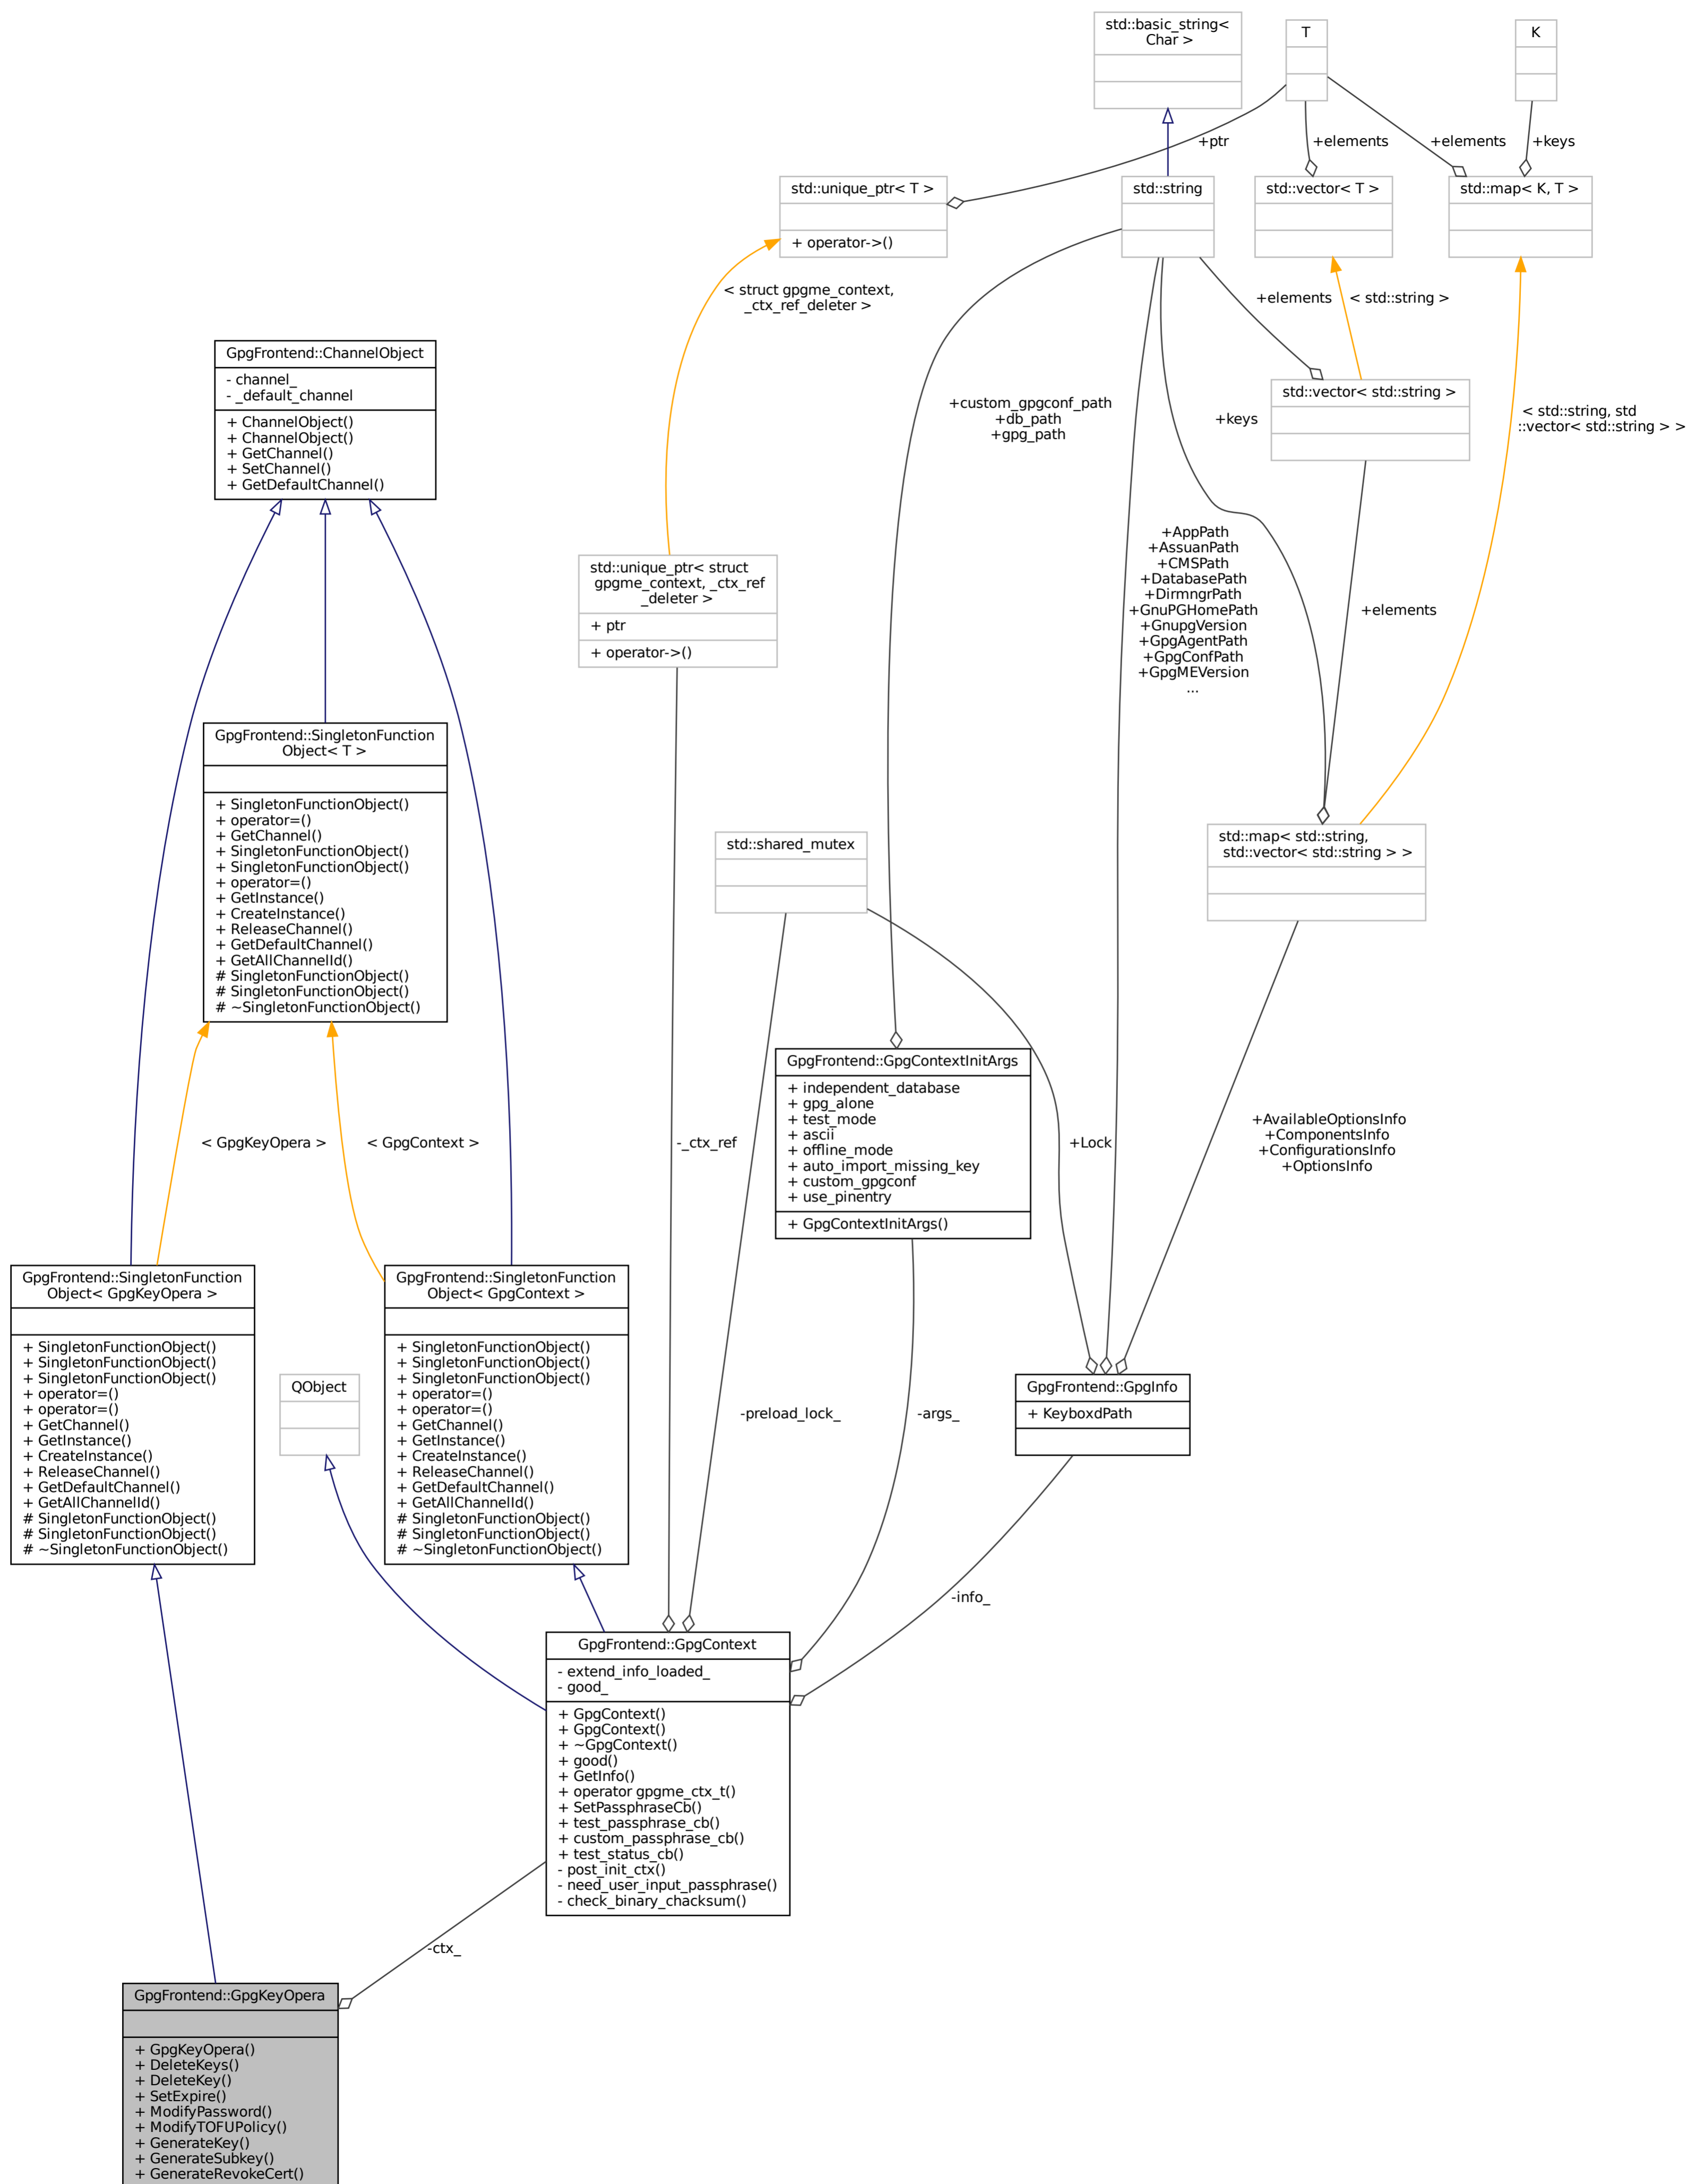 std::basic_string<
Char >
T
K
+ptr
+elements
+elements
+keys
std::unique_ptr< T >
+ operator->()
std::string
std::vector< T >
std::map< K, T >
< struct gpgme_context,
_ctx_ref_deleter >
+elements
< std::string >
GpgFrontend::ChannelObject
- channel_
- _default_channel
+ ChannelObject()
+ ChannelObject()
+ GetChannel()
+ SetChannel()
+ GetDefaultChannel()
+custom_gpgconf_path
+db_path
+gpg_path
+keys
std::vector< std::string >
< std::string, std
::vector< std::string > >
std::unique_ptr< struct
gpgme_context, _ctx_ref
_deleter >
+ ptr
+ operator->()
+AppPath
+AssuanPath
+CMSPath
+DatabasePath
+DirmngrPath
+GnuPGHomePath
+GnupgVersion
+GpgAgentPath
+GpgConfPath
+GpgMEVersion
...
+elements
GpgFrontend::SingletonFunction
Object< T >
+ SingletonFunctionObject()
+ operator=()
+ GetChannel()
+ SingletonFunctionObject()
+ SingletonFunctionObject()
+ operator=()
+ GetInstance()
+ CreateInstance()
+ ReleaseChannel()
+ GetDefaultChannel()
+ GetAllChannelId()
# SingletonFunctionObject()
# SingletonFunctionObject()
# ~SingletonFunctionObject()
std::shared_mutex
std::map< std::string,
std::vector< std::string > >
< GpgKeyOpera >
< GpgContext >
-_ctx_ref
GpgFrontend::GpgContextInitArgs
+ independent_database
+ gpg_alone
+ test_mode
+ ascii
+ offline_mode
+ auto_import_missing_key
+ custom_gpgconf
+ use_pinentry
+ GpgContextInitArgs()
+Lock
+AvailableOptionsInfo
+ComponentsInfo
+ConfigurationsInfo
+OptionsInfo
GpgFrontend::SingletonFunction
Object< GpgKeyOpera >
+ SingletonFunctionObject()
+ SingletonFunctionObject()
+ SingletonFunctionObject()
+ operator=()
+ operator=()
+ GetChannel()
+ GetInstance()
+ CreateInstance()
+ ReleaseChannel()
+ GetDefaultChannel()
+ GetAllChannelId()
# SingletonFunctionObject()
# SingletonFunctionObject()
# ~SingletonFunctionObject()
QObject
GpgFrontend::SingletonFunction
Object< GpgContext >
+ SingletonFunctionObject()
+ SingletonFunctionObject()
+ SingletonFunctionObject()
+ operator=()
+ operator=()
+ GetChannel()
+ GetInstance()
+ CreateInstance()
+ ReleaseChannel()
+ GetDefaultChannel()
+ GetAllChannelId()
# SingletonFunctionObject()
# SingletonFunctionObject()
# ~SingletonFunctionObject()
-preload_lock_
-args_
GpgFrontend::GpgInfo
+ KeyboxdPath
-info_
GpgFrontend::GpgContext
- extend_info_loaded_
- good_
+ GpgContext()
+ GpgContext()
+ ~GpgContext()
+ good()
+ GetInfo()
+ operator gpgme_ctx_t()
+ SetPassphraseCb()
+ test_passphrase_cb()
+ custom_passphrase_cb()
+ test_status_cb()
- post_init_ctx()
- need_user_input_passphrase()
- check_binary_chacksum()
-ctx_
GpgFrontend::GpgKeyOpera
+ GpgKeyOpera()
+ DeleteKeys()
+ DeleteKey()
+ SetExpire()
+ ModifyPassword()
+ ModifyTOFUPolicy()
+ GenerateKey()
+ GenerateSubkey()
+ GenerateRevokeCert()